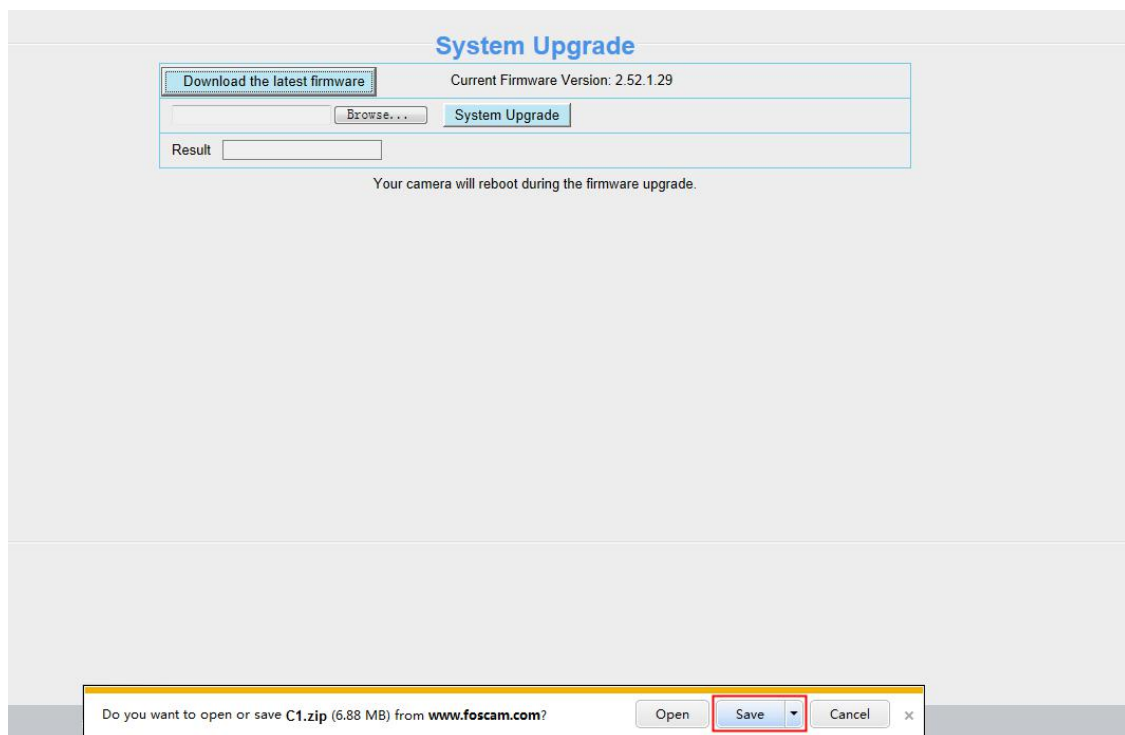 System Upgrade
Download the latest firmware Current Firmware Version: 2.52.1.29
Browse... System Upgrade
Result
Your camera will reboot during the firmware upgrade.
Do you want to open or save C1.zip (6.88 MB) from www.foscam.com? Open Save Cancel ×